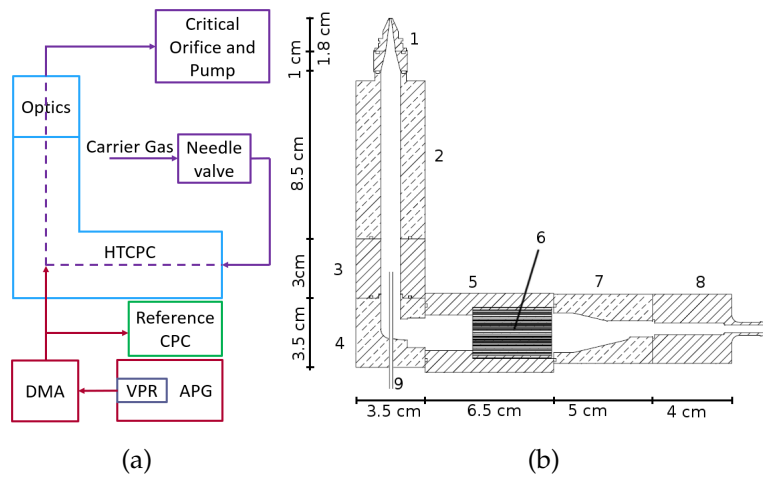 Critical
Orifice and
Pump
Optics
Carrier Gas
Needle
valve
HTCPC
Reference
CPC
DMA
VPR
APG
(a)
1.8 cm
1 cm
8.5 cm
3cm
3.5 cm
1
2
3
4
5
6
7
8
9
3.5 cm
6.5 cm
5 cm
4 cm
(b)